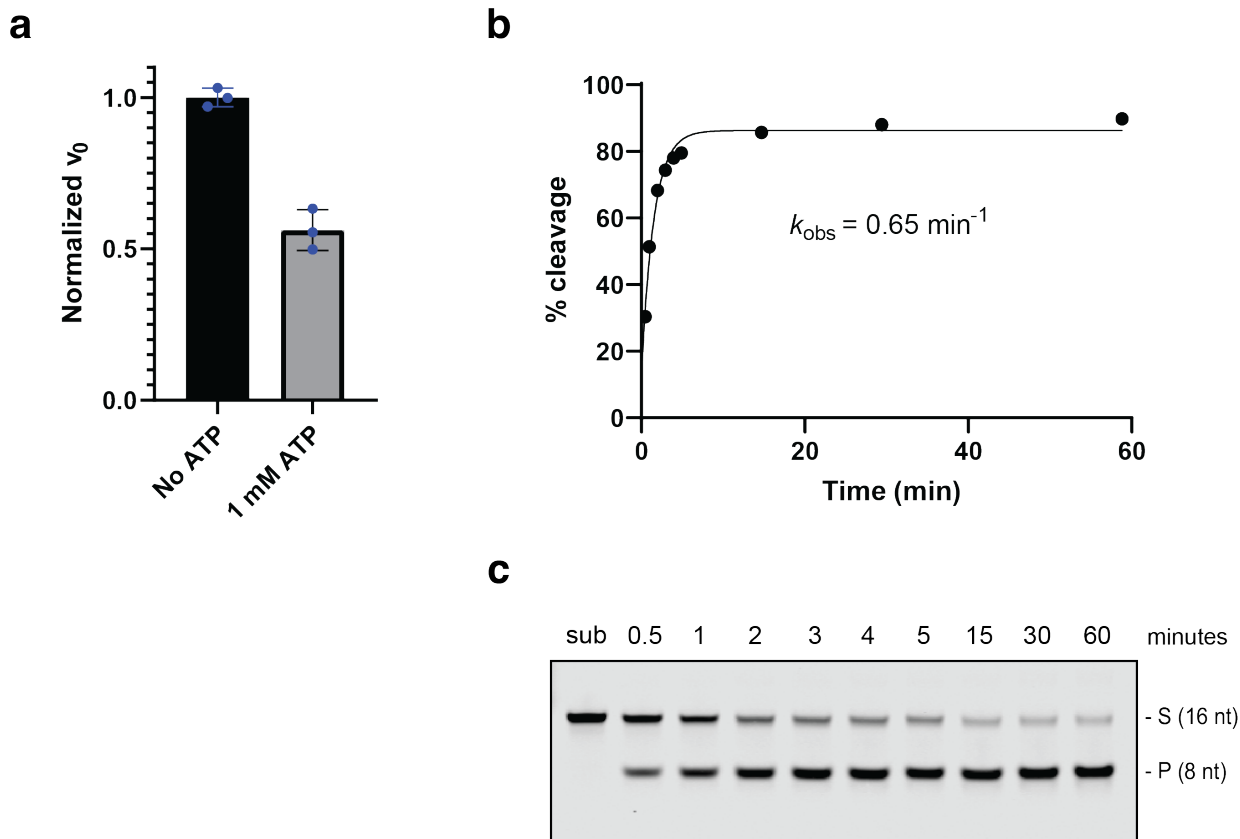 a
Normalized v0
1.0
0.5
0.0
No ATP
1 mM ATP
b
% cleavage
100
80
60
40
20
0
kobs = 0.65 min-1
0 20 40 60
Time (min)
c
sub 0.5 1 2 3 4 5 15 30 60 minutes
- S (16 nt)
- P (8 nt)